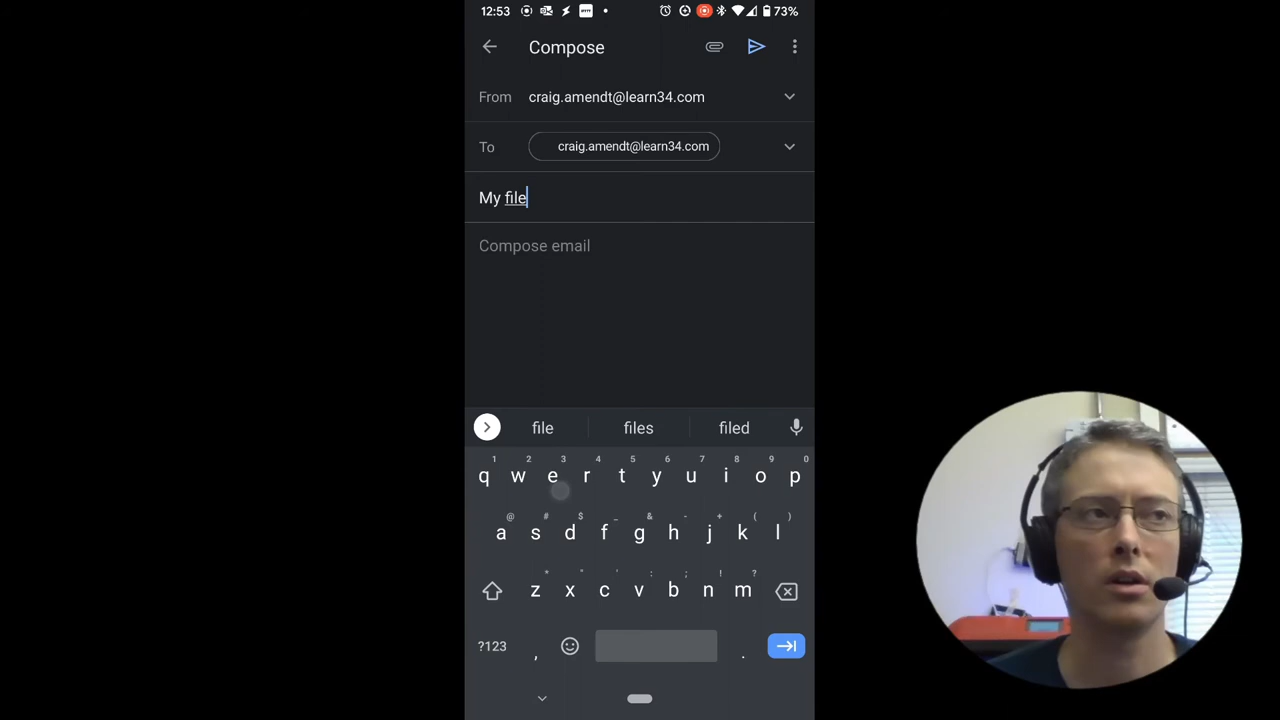 12:53 73%
Compose
From craig.amendt@learn34.com
To craig.amendt@learn34.com
My file
Compose email
file files filed
1 2 3 4 5 6 7 8 9 0
q w e r t y u i o p
@ # $ _ & - + ( )
a s d f g h j k l
* " ' : ; ! ?
z x c v b n m
?123 , .